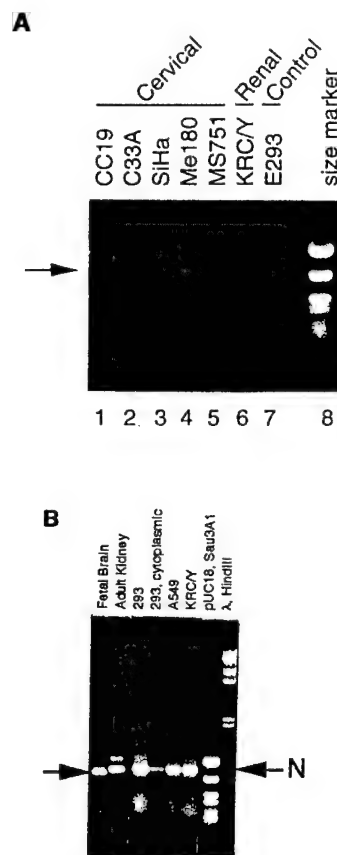 A
Cervical
Renal
Control
CC19
C33A
SiHa
Me180
MS751
KRC/Y
E293
size marker
1 2 3 4 5 6 7 8
B
Fetal Brain
Adult Kidney
293
293, cytoplasmic
A549
KRC/Y
pUC18, Sau3A1
λ, HindIII
N